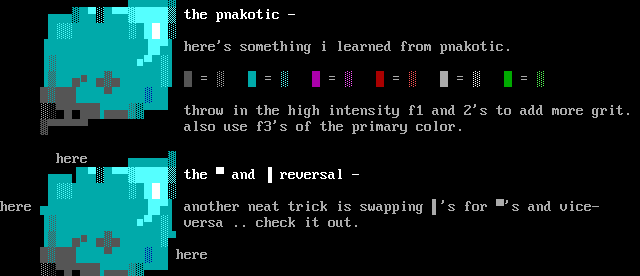 the pnakotic -
here's something i learned from pnakotic.
█ = ░ █ = ░ █ = ░ █ = ░ █ = ░ █ = ░
throw in the high intensity f1 and 2's to add more grit.
also use f3's of the primary color.
here
the ▀ and ▐ reversal -
here
another neat trick is swapping ▌'s for ▀'s and vice-
versa .. check it out.
here